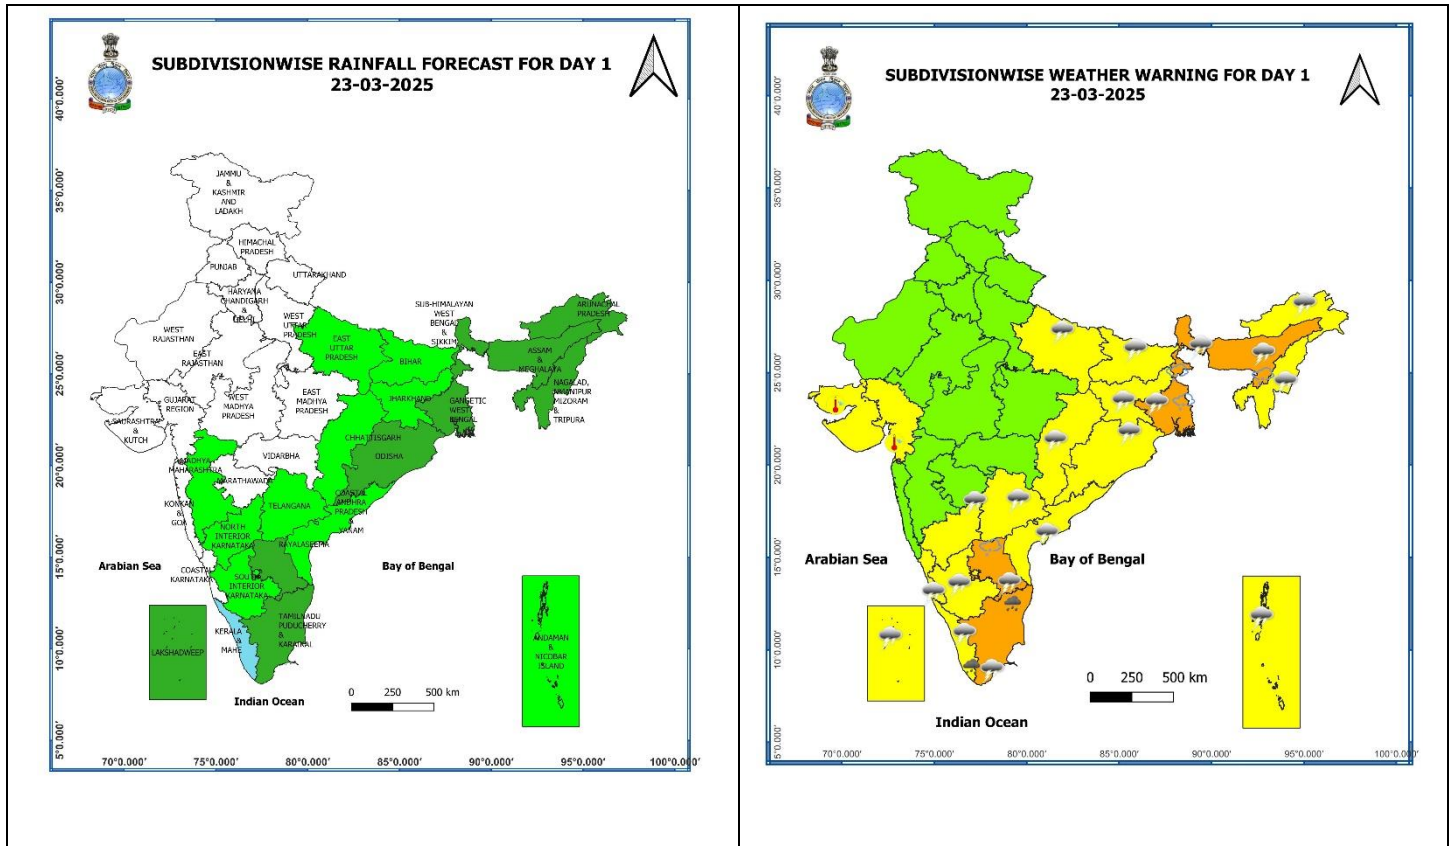 SUBDIVISIONWISE RAINFALL FORECAST FOR DAY 1
23-03-2025
40°0.000'
35°0.000'
30°0.000'
25°0.000'
20°0.000'
15°0.000'
10°0.000'
5°0.000'
JAMMU
&
KASHMIR
AND
LADAKH
HIMACHAL
PRADESH
PUNJAB
UTTARAKHAND
HARYANA
CHANDIGARH
&
DELHI
WEST
UTTAR
PRADESH
SUB-HIMALAYAN
WEST
BENGAL
&
SIKKIM
ARUNACHAL
PRADESH
WEST
RAJASTHAN
EAST
RAJASTHAN
EAST
UTTAR
PRADESH
BIHAR
ASSAM
&
MEGHALAYA
NAGALAD,
MANIPUR
MIZORAM
&
TRIPURA
GUJARAT
REGION
WEST
MADHYA
PRADESH
EAST
MADHYA
PRADESH
JHARKHAND
GANGETIC
WEST
BENGAL
SAURASHTRA
&
KUTCH
CHHATTISGARH
ODISHA
VIDARBHA
MADHYA
MAHARASHTRA
MARATHAWADA
KONKAN
&
GOA
TELANGANA
COASTAL
ANDHRA
PRADESH
&
YANAM
NORTH
INTERIOR
KARNATAKA
RAYALASEEMA
Arabian Sea
Bay of Bengal
COASTAL
KARNATAKA
SOUTH
INTERIOR
KARNATAKA
TAMILNADU
PUDUCHERRY
&
KARAIKAL
KERALA
&
MAHE
LAKSHADWEEP
ANDAMAN
&
NICOBAR
ISLAND
Indian Ocean
0 250 500 km
70°0.000' 75°0.000' 80°0.000' 85°0.000' 90°0.000' 95°0.000' 100°0.000'
SUBDIVISIONWISE WEATHER WARNING FOR DAY 1
23-03-2025
40°0.000'
35°0.000'
30°0.000'
25°0.000'
20°0.000'
15°0.000'
10°0.000'
5°0.000'
Arabian Sea
Bay of Bengal
Indian Ocean
0 250 500 km
70°0.000' 75°0.000' 80°0.000' 85°0.000' 90°0.000' 95°0.000' 100°0.000'